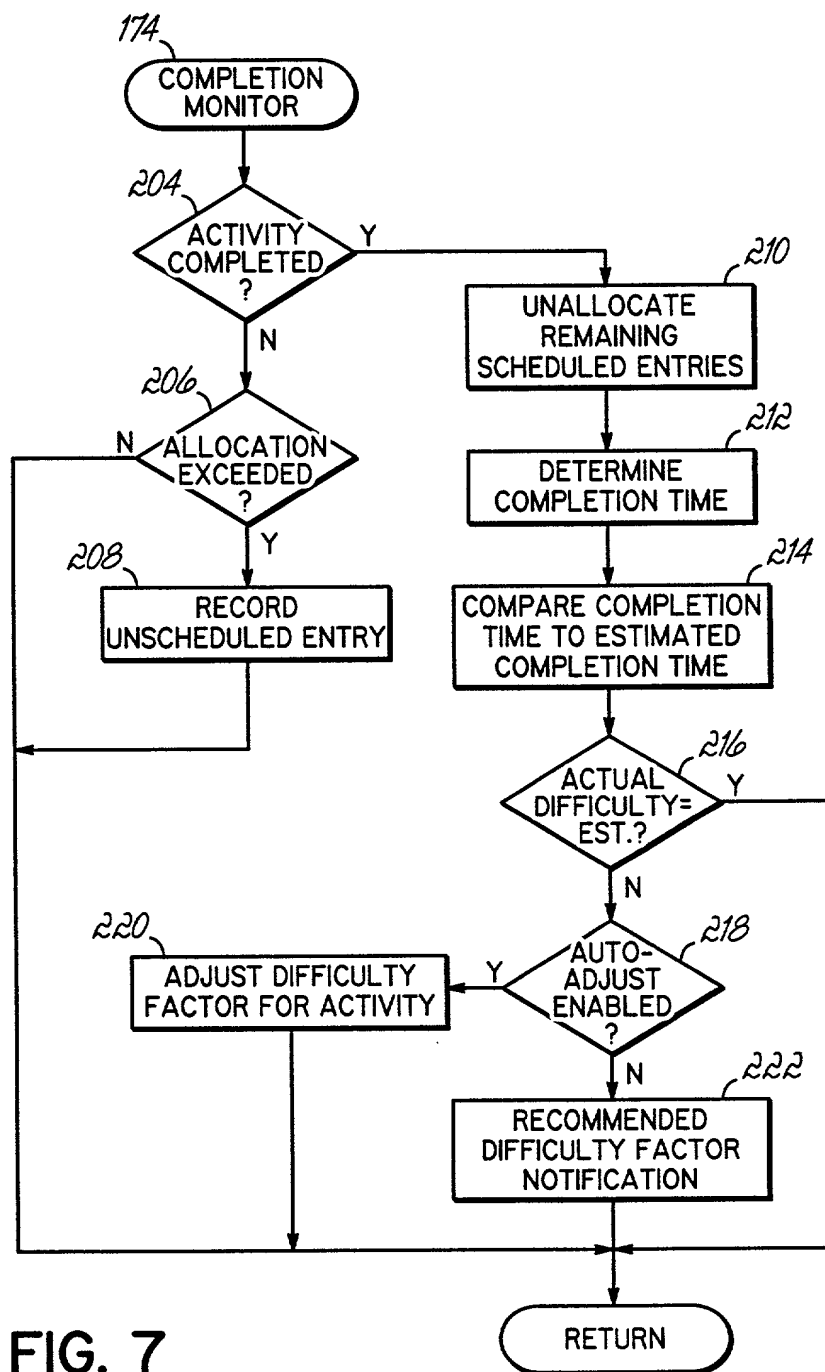 174
COMPLETION
MONITOR
204
ACTIVITY
COMPLETED
?
Y
N
206
N
ALLOCATION
EXCEEDED
?
Y
208
RECORD
UNSCHEDULED ENTRY
210
UNALLOCATE
REMAINING
SCHEDULED ENTRIES
212
DETERMINE
COMPLETION TIME
214
COMPARE COMPLETION
TIME TO ESTIMATED
COMPLETION TIME
216
ACTUAL
DIFFICULTY=
EST.?
Y
N
218
AUTO-
ADJUST
ENABLED
?
Y
N
220
ADJUST DIFFICULTY
FACTOR FOR ACTIVITY
222
RECOMMENDED
DIFFICULTY FACTOR
NOTIFICATION
RETURN
FIG. 7